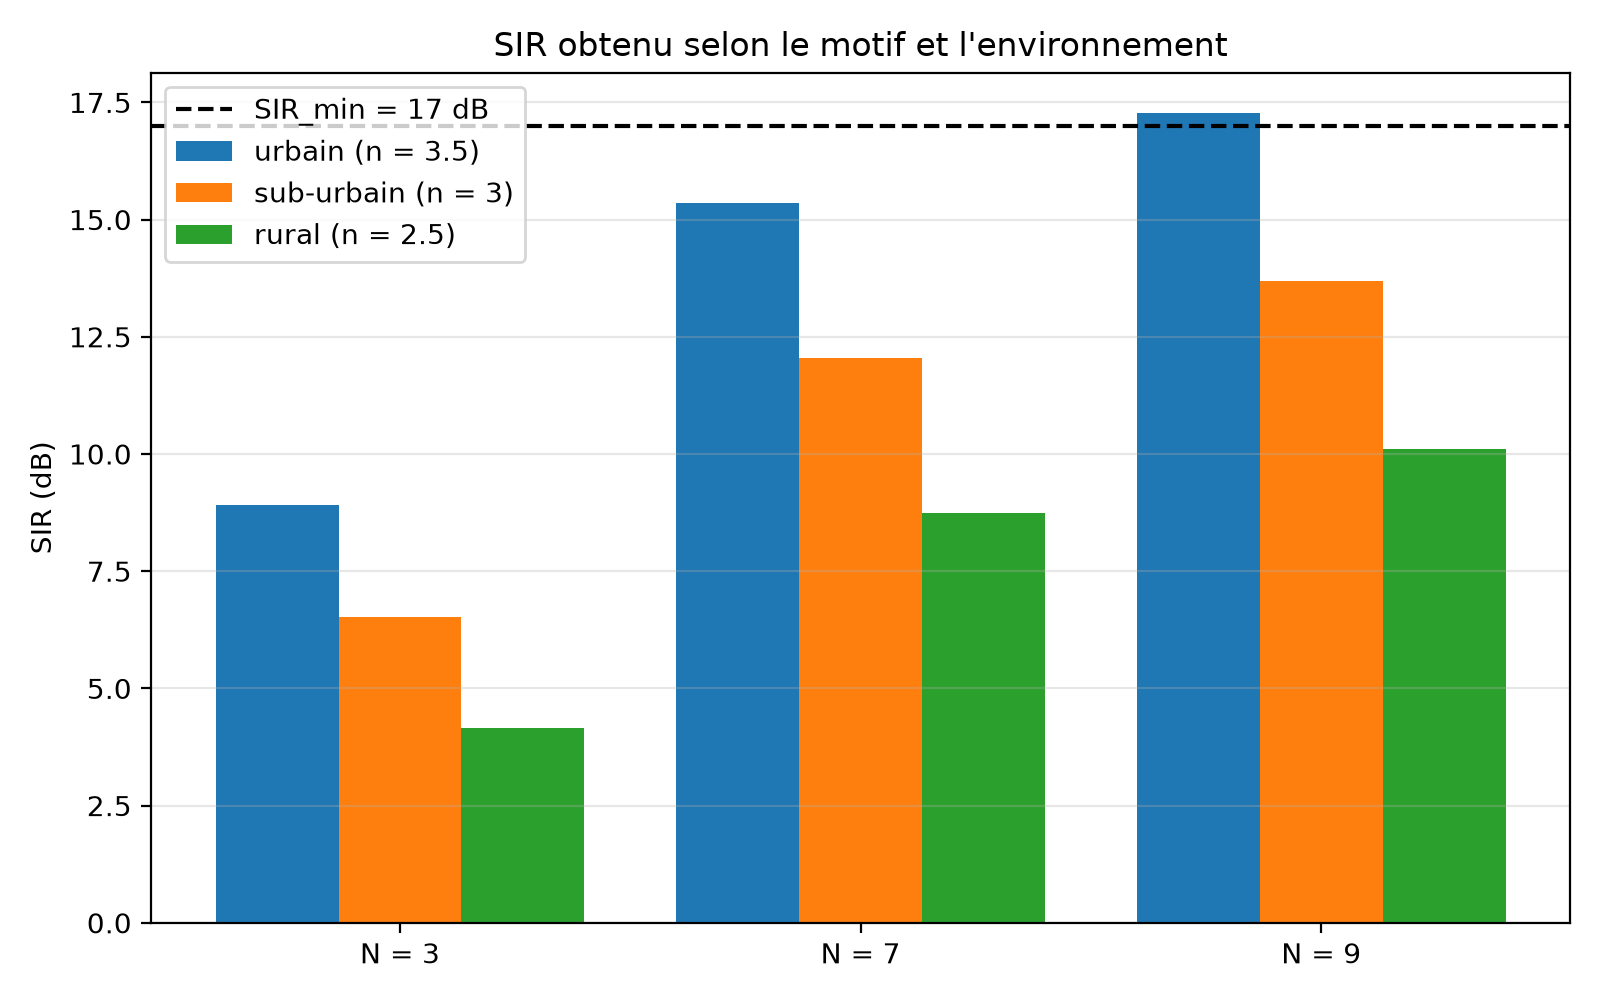 SIR obtenu selon le motif et l'environnement
SIR_min = 17 dB
urbain (n = 3.5)
sub-urbain (n = 3)
rural (n = 2.5)
SIR (dB)
17.5
15.0
12.5
10.0
7.5
5.0
2.5
0.0
N = 3
N = 7
N = 9